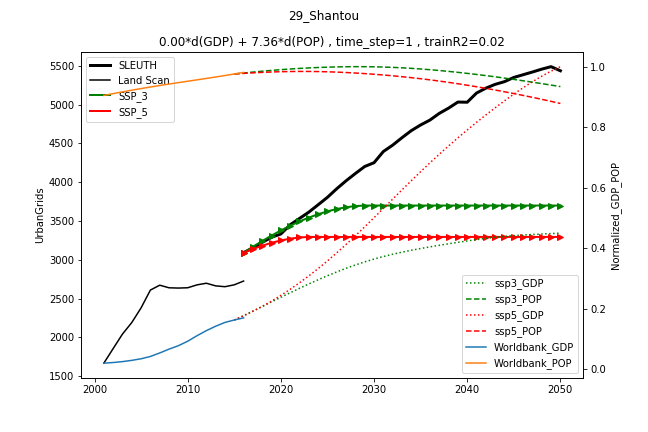 29_Shantou
0.00*d(GDP) + 7.36*d(POP) , time_step=1 , trainR2=0.02
SLEUTH
Land Scan
SSP_3
SSP_5
5500
5000
4500
4000
3500
3000
2500
2000
1500
UrbanGrids
1.0
0.8
0.6
0.4
0.2
0.0
Normalized_GDP_POP
ssp3_GDP
ssp3_POP
ssp5_GDP
ssp5_POP
Worldbank_GDP
Worldbank_POP
2000
2010
2020
2030
2040
2050